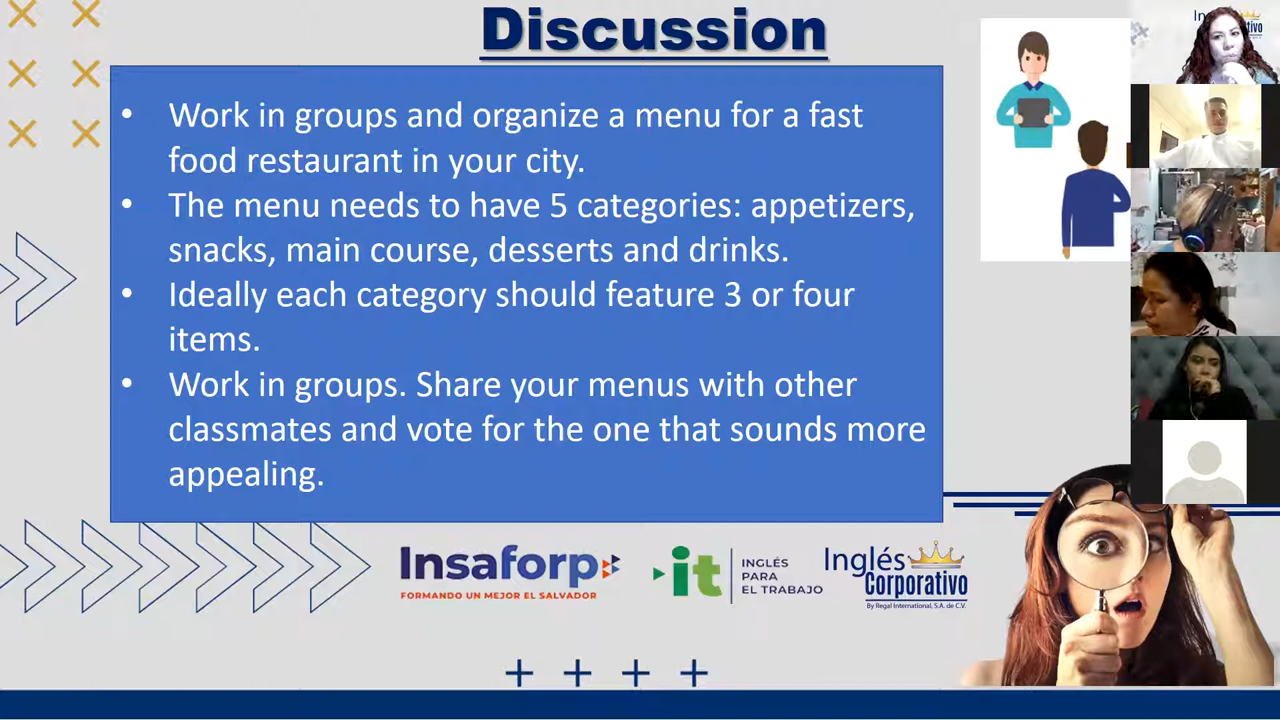 Discussion
• Work in groups and organize a menu for a fast
food restaurant in your city.
• The menu needs to have 5 categories: appetizers,
snacks, main course, desserts and drinks.
• Ideally each category should feature 3 or four
items.
• Work in groups. Share your menus with other
classmates and vote for the one that sounds more
appealing.
Insaforp
FORMANDO UN MEJOR EL SALVADOR
it
INGLÉS
PARA
EL TRABAJO
Inglés
Corporativo
By Regal International, S.A. de C.V.